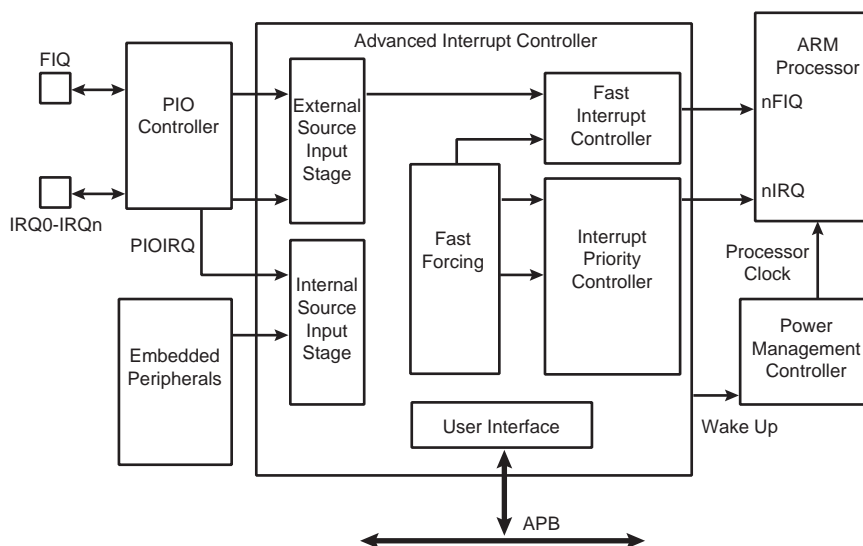 Advanced Interrupt Controller
FIQ
PIO
Controller
IRQ0-IRQn
PIOIRQ
Embedded
Peripherals
External
Source
Input
Stage
Internal
Source
Input
Stage
Fast
Forcing
Fast
Interrupt
Controller
Interrupt
Priority
Controller
User Interface
APB
ARM
Processor
nFIQ
nIRQ
Processor
Clock
Power
Management
Controller
Wake Up